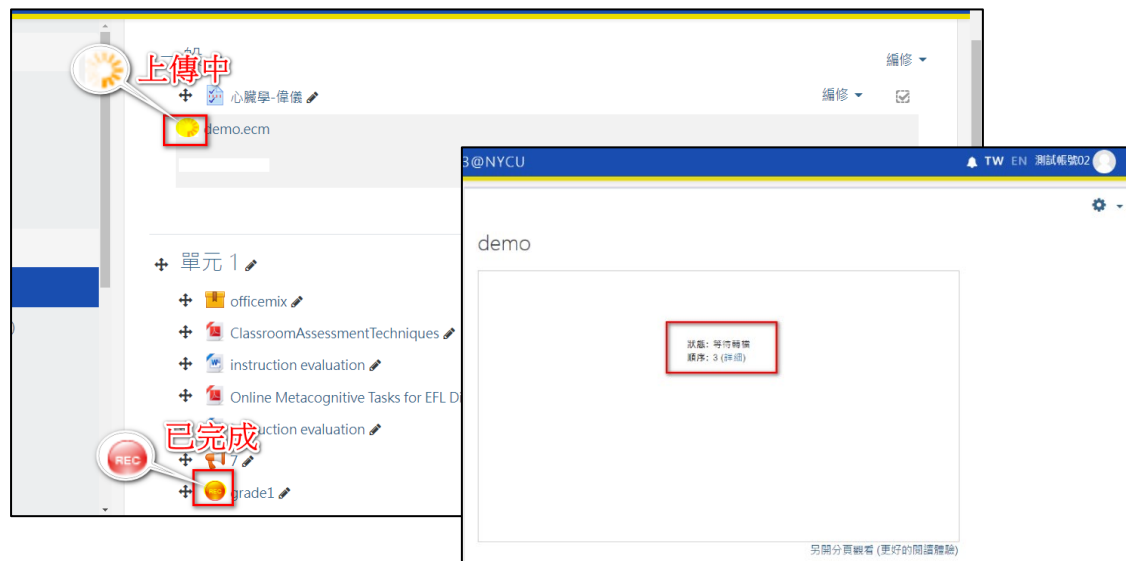 上傳中
編修
心臟學-偉儀
編修
demo.ecm
單元 1
officemix
ClassroomAssessmentTechniques
instruction evaluation
Online Metacognitive Tasks for EFL Di
uction evaluation
已完成
7
REC
grade1
3@NYCU
TW EN 測試帳號02
demo
狀態: 等待轉檔
順序: 3 (詳細)
另開分頁觀看 (更好的閱讀體驗)